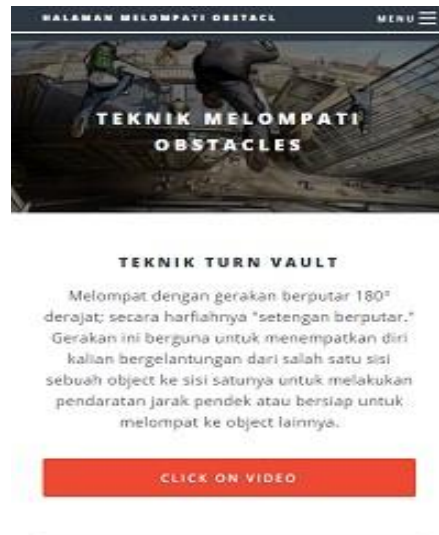 HALAMAN MELOMPATI OBSTACL
MENU
TEKNIK MELOMPATI
OBSTACLES
TEKNIK TURN VAULT
Melompat dengan gerakan berputar 180°
derajat; secara harfiahnya "setengan berputar."
Gerakan ini berguna untuk menempatkan diri
kalian bergelantungan dari salah satu sisi
sebuah object ke sisi satunya untuk melakukan
pendaratan jarak pendek atau bersiap untuk
melompat ke object lainnya.
CLICK ON VIDEO